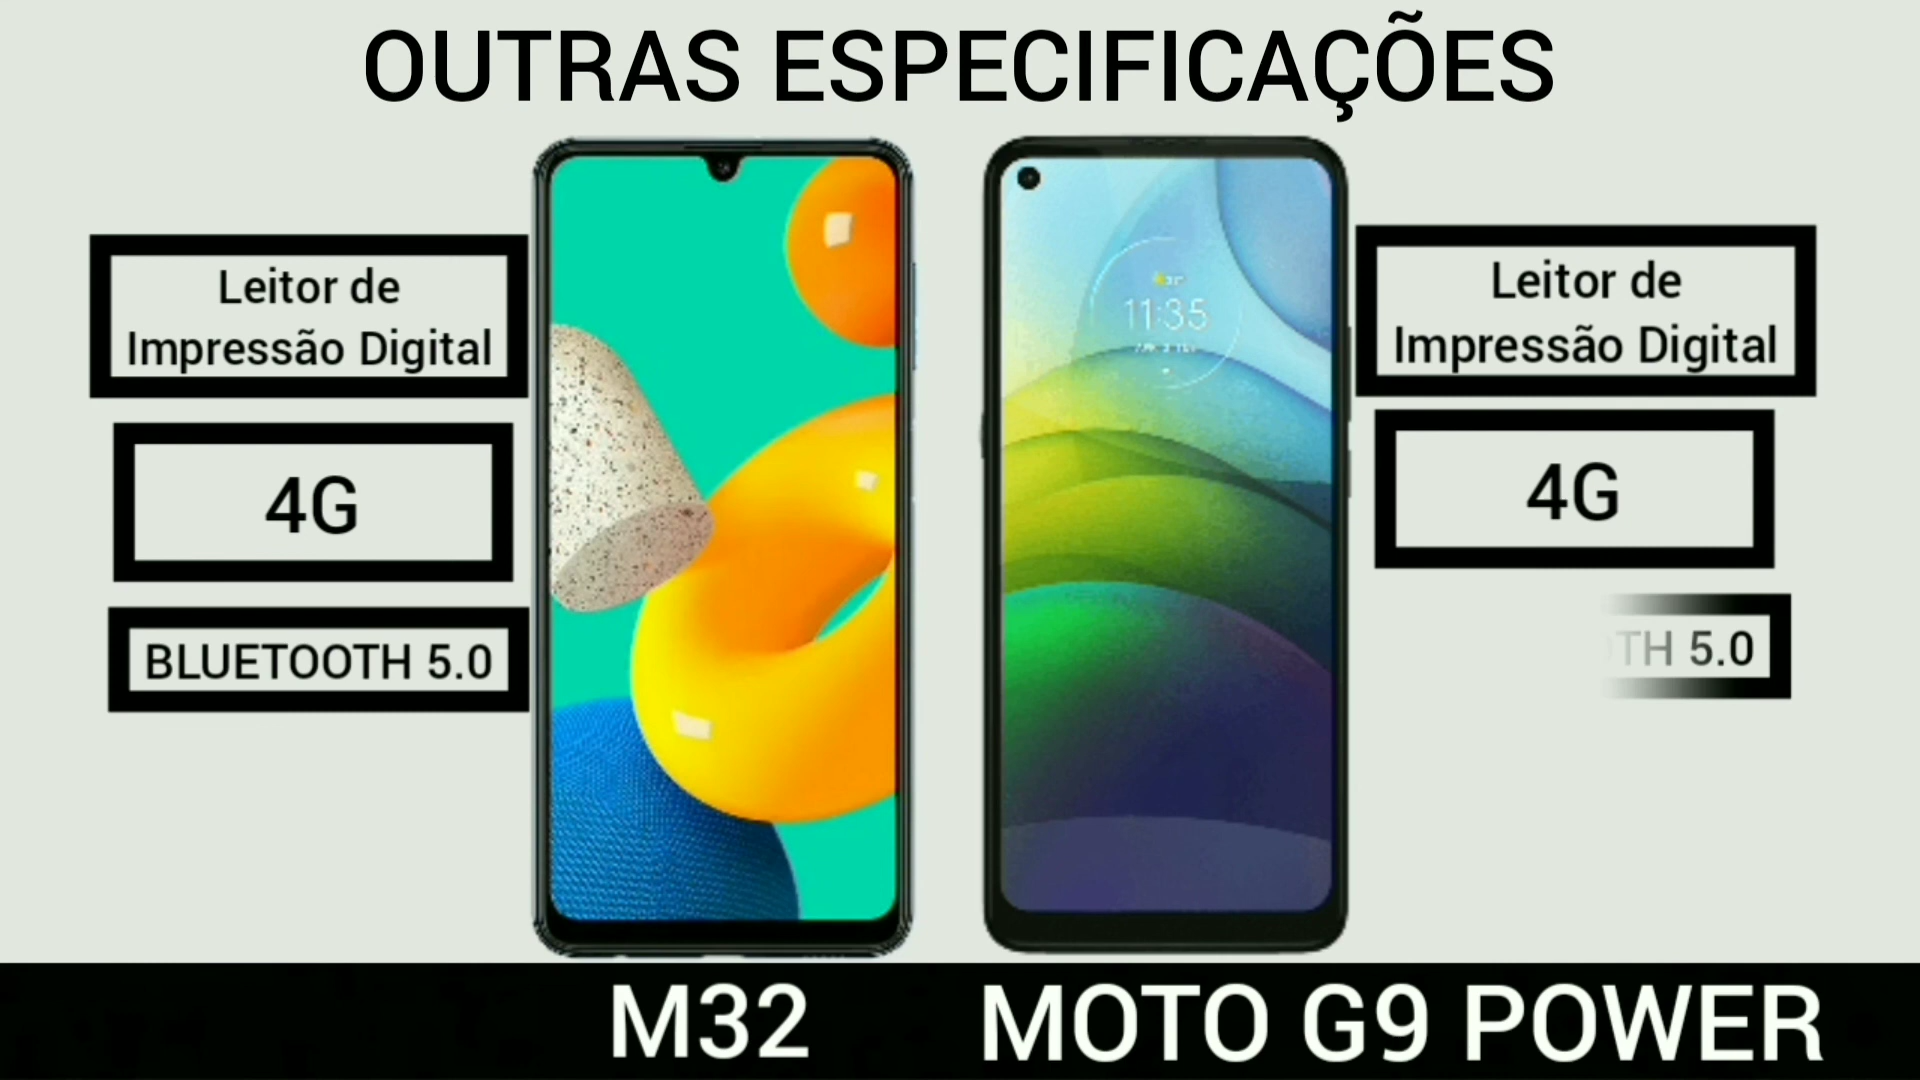 OUTRAS ESPECIFICAÇÕES
Leitor de
Impressão Digital
4G
BLUETOOTH 5.0
11:35
Leitor de
Impressão Digital
4G
TH 5.0
M32
MOTO G9 POWER